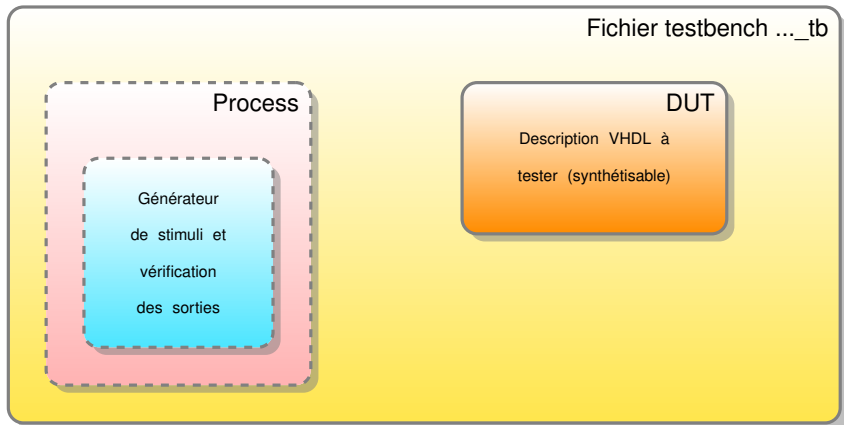 Fichier testbench ..._tb
Process
Générateur
de stimuli et
vérification
des sorties
DUT
Description VHDL à
tester (synthétisable)